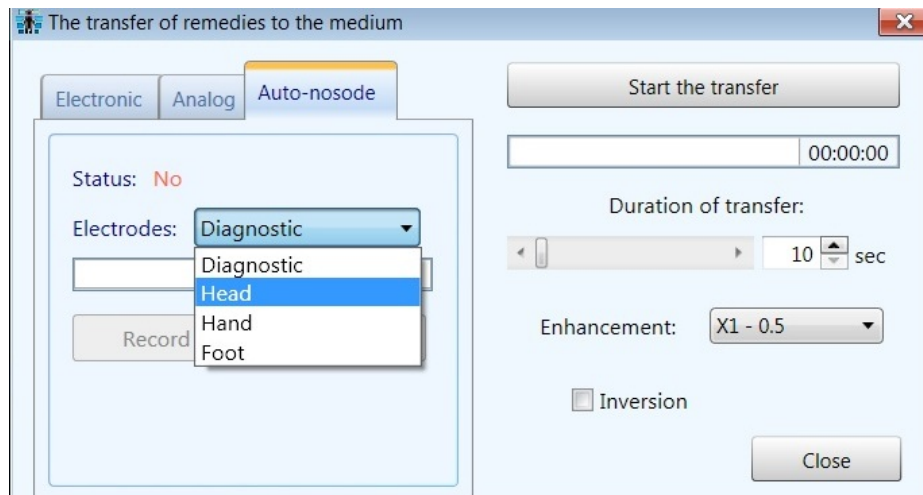 The transfer of remedies to the medium
Electronic
Analog
Auto-nosode
Status: No
Electrodes: Diagnostic
Diagnostic
Head
Hand
Foot
Record
Start the transfer
00:00:00
Duration of transfer:
10 sec
Enhancement: X1 - 0.5
Inversion
Close